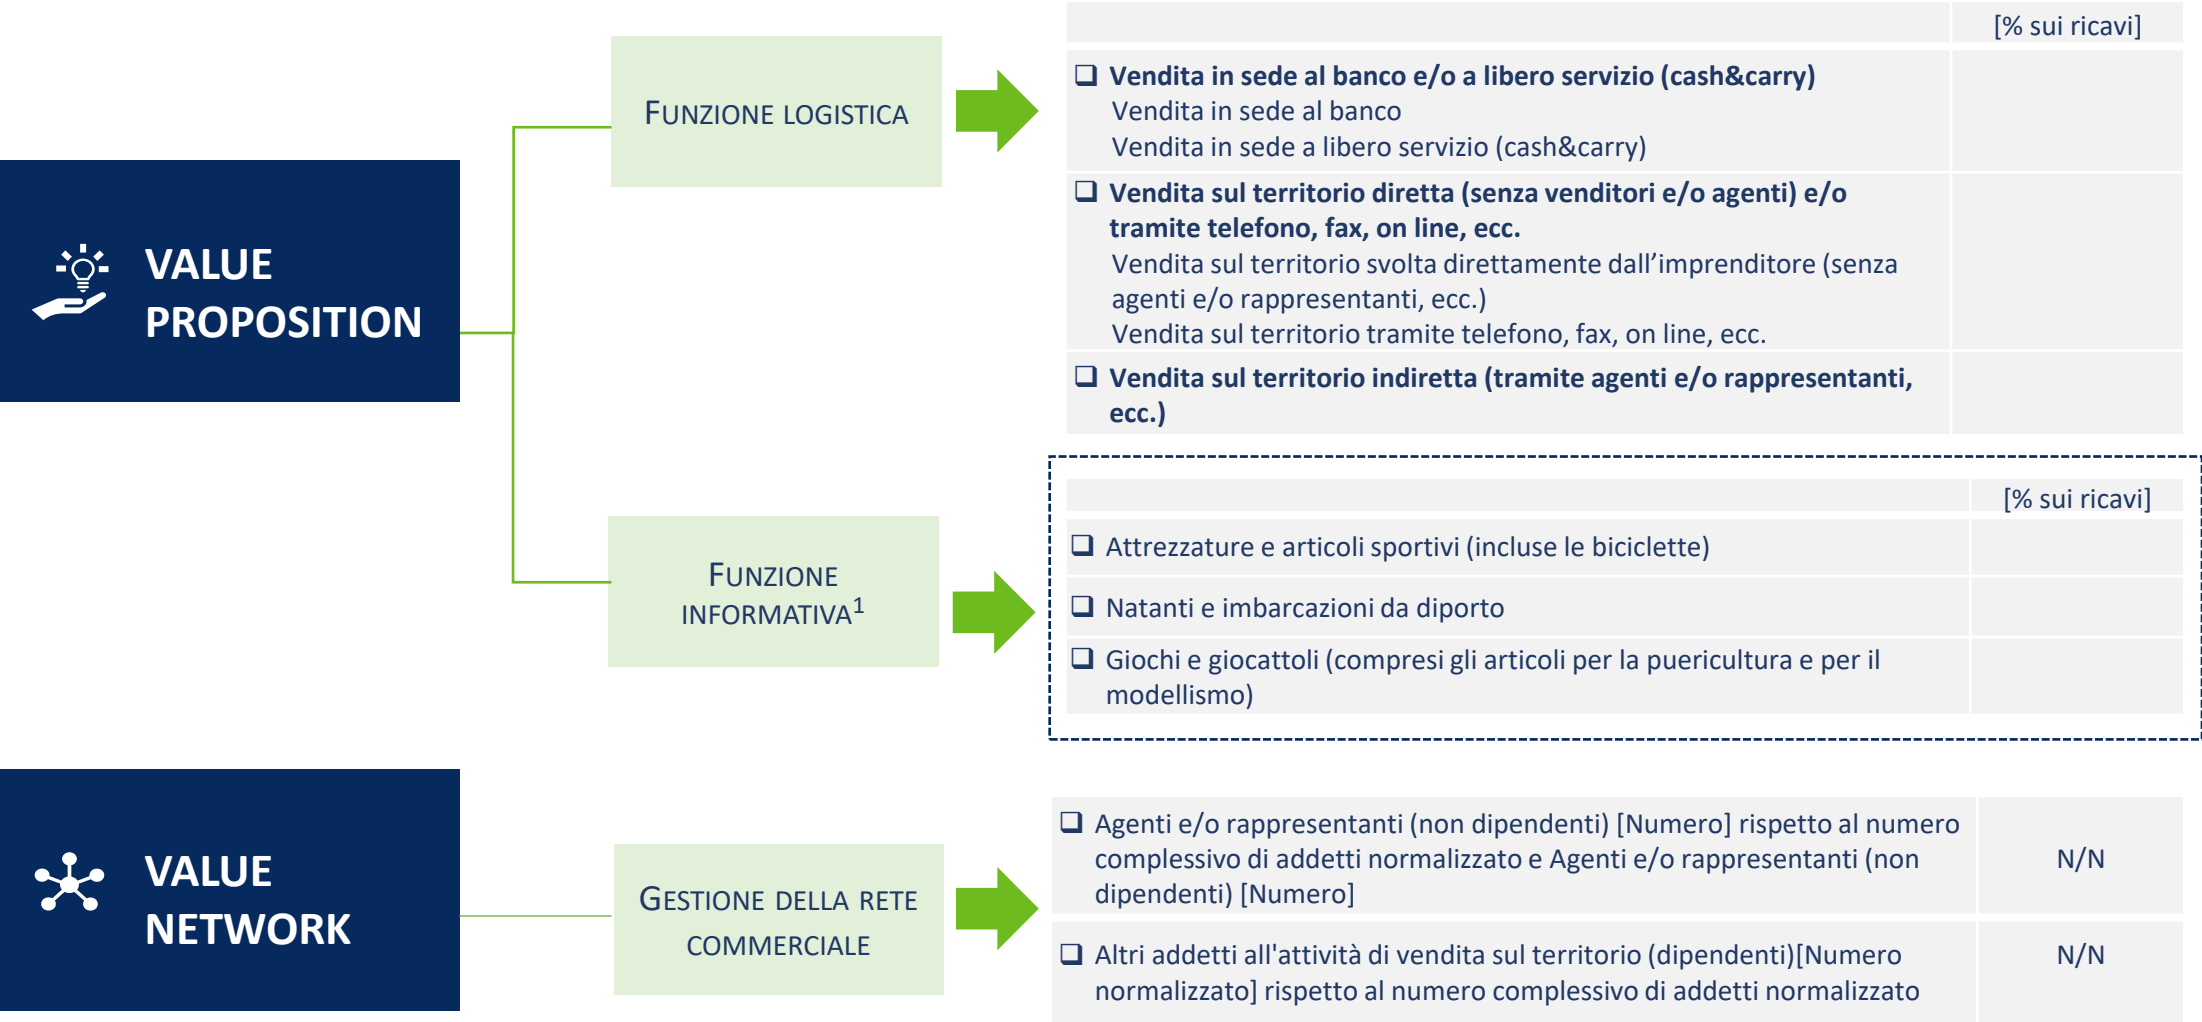 VALUE
PROPOSITION
FUNZIONE LOGISTICA
[% sui ricavi]
Vendita in sede al banco e/o a libero servizio (cash&carry)
Vendita in sede al banco
Vendita in sede a libero servizio (cash&carry)
Vendita sul territorio diretta (senza venditori e/o agenti) e/o
tramite telefono, fax, on line, ecc.
Vendita sul territorio svolta direttamente dall’imprenditore (senza
agenti e/o rappresentanti, ecc.)
Vendita sul territorio tramite telefono, fax, on line, ecc.
Vendita sul territorio indiretta (tramite agenti e/o rappresentanti,
ecc.)
FUNZIONE
INFORMATIVA1
[% sui ricavi]
Attrezzature e articoli sportivi (incluse le biciclette)
Natanti e imbarcazioni da diporto
Giochi e giocattoli (compresi gli articoli per la puericultura e per il
modellismo)
VALUE
NETWORK
GESTIONE DELLA RETE
COMMERCIALE
Agenti e/o rappresentanti (non dipendenti) [Numero] rispetto al numero
complessivo di addetti normalizzato e Agenti e/o rappresentanti (non
dipendenti) [Numero]
N/N
Altri addetti all'attività di vendita sul territorio (dipendenti)[Numero
normalizzato] rispetto al numero complessivo di addetti normalizzato
N/N